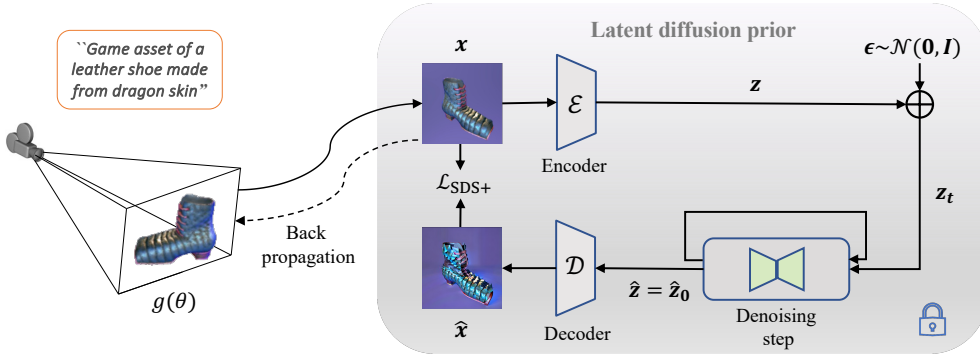 ``Game asset of a
leather shoe made
from dragon skin”
Latent diffusion prior
x
ϵ~𝒩(0, I)
ℰ
z
Encoder
ℒSDS+
z_t
Back
propagation
𝒟
ẑ = ẑ₀
g(θ)
x̂
Decoder
Denoising
step